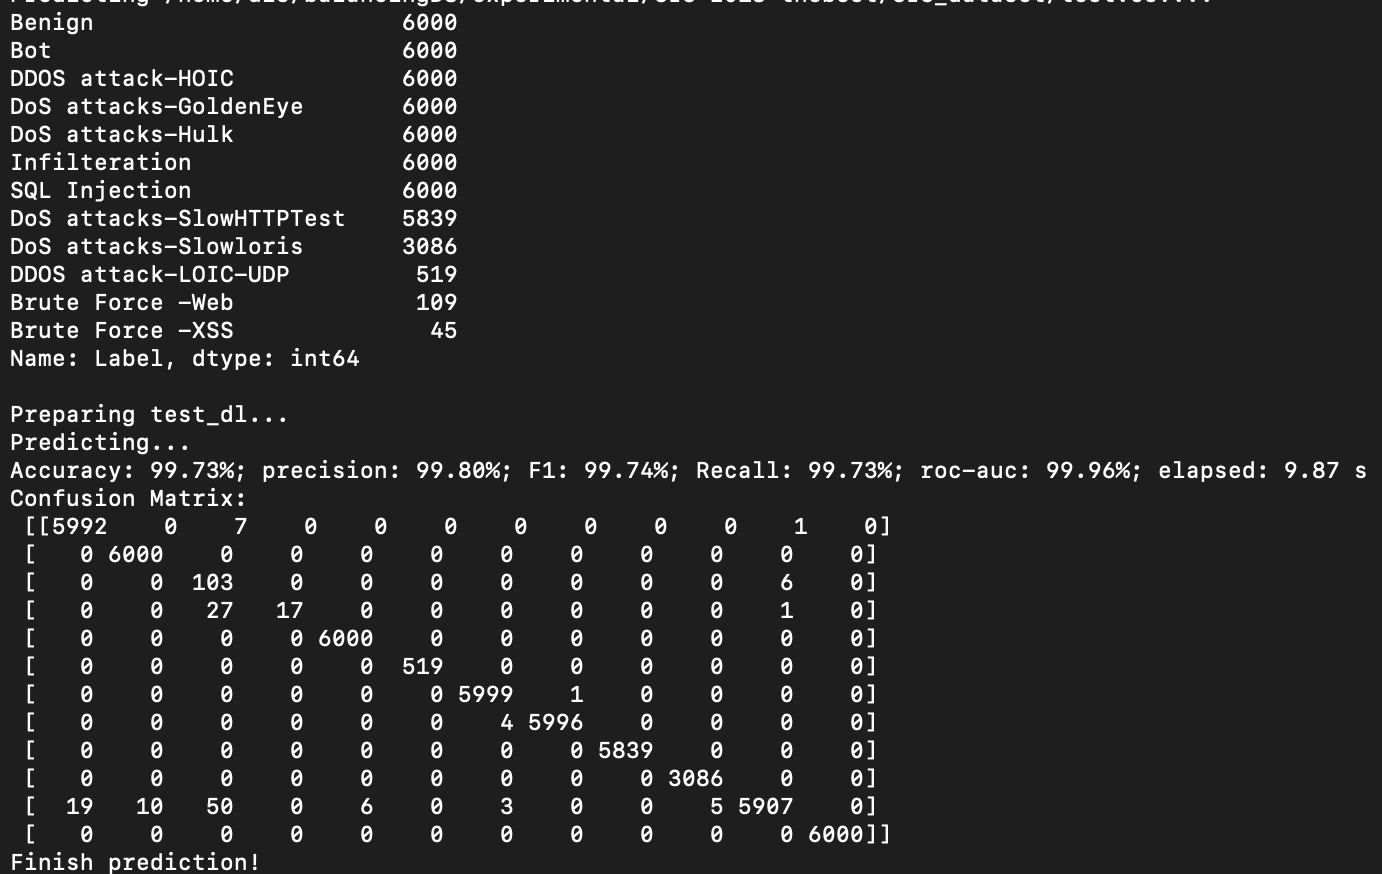 Benign                      6000
Bot                         6000
DDOS attack-HOIC            6000
DoS attacks-GoldenEye       6000
DoS attacks-Hulk            6000
Infilteration               6000
SQL Injection               6000
DoS attacks-SlowHTTPTest    5839
DoS attacks-Slowloris       3086
DDOS attack-LOIC-UDP         519
Brute Force -Web             109
Brute Force -XSS              45
Name: Label, dtype: int64

Preparing test_dl...
Predicting...
Accuracy: 99.73%; precision: 99.80%; F1: 99.74%; Recall: 99.73%; roc-auc: 99.96%; elapsed: 9.87 s
Confusion Matrix:
 [[5992    0    7    0    0    0    0    0    0    0    1    0]
 [   0 6000    0    0    0    0    0    0    0    0    0    0]
 [   0    0  103    0    0    0    0    0    0    0    6    0]
 [   0    0   27   17    0    0    0    0    0    0    1    0]
 [   0    0    0    0 6000    0    0    0    0    0    0    0]
 [   0    0    0    0    0  519    0    0    0    0    0    0]
 [   0    0    0    0    0    0 5999    1    0    0    0    0]
 [   0    0    0    0    0    0    4 5996    0    0    0    0]
 [   0    0    0    0    0    0    0    0 5839    0    0    0]
 [   0    0    0    0    0    0    0    0    0 3086    0    0]
 [  19   10   50    0    6    0    3    0    0    5 5907    0]
 [   0    0    0    0    0    0    0    0    0    0    0 6000]]
Finish prediction!